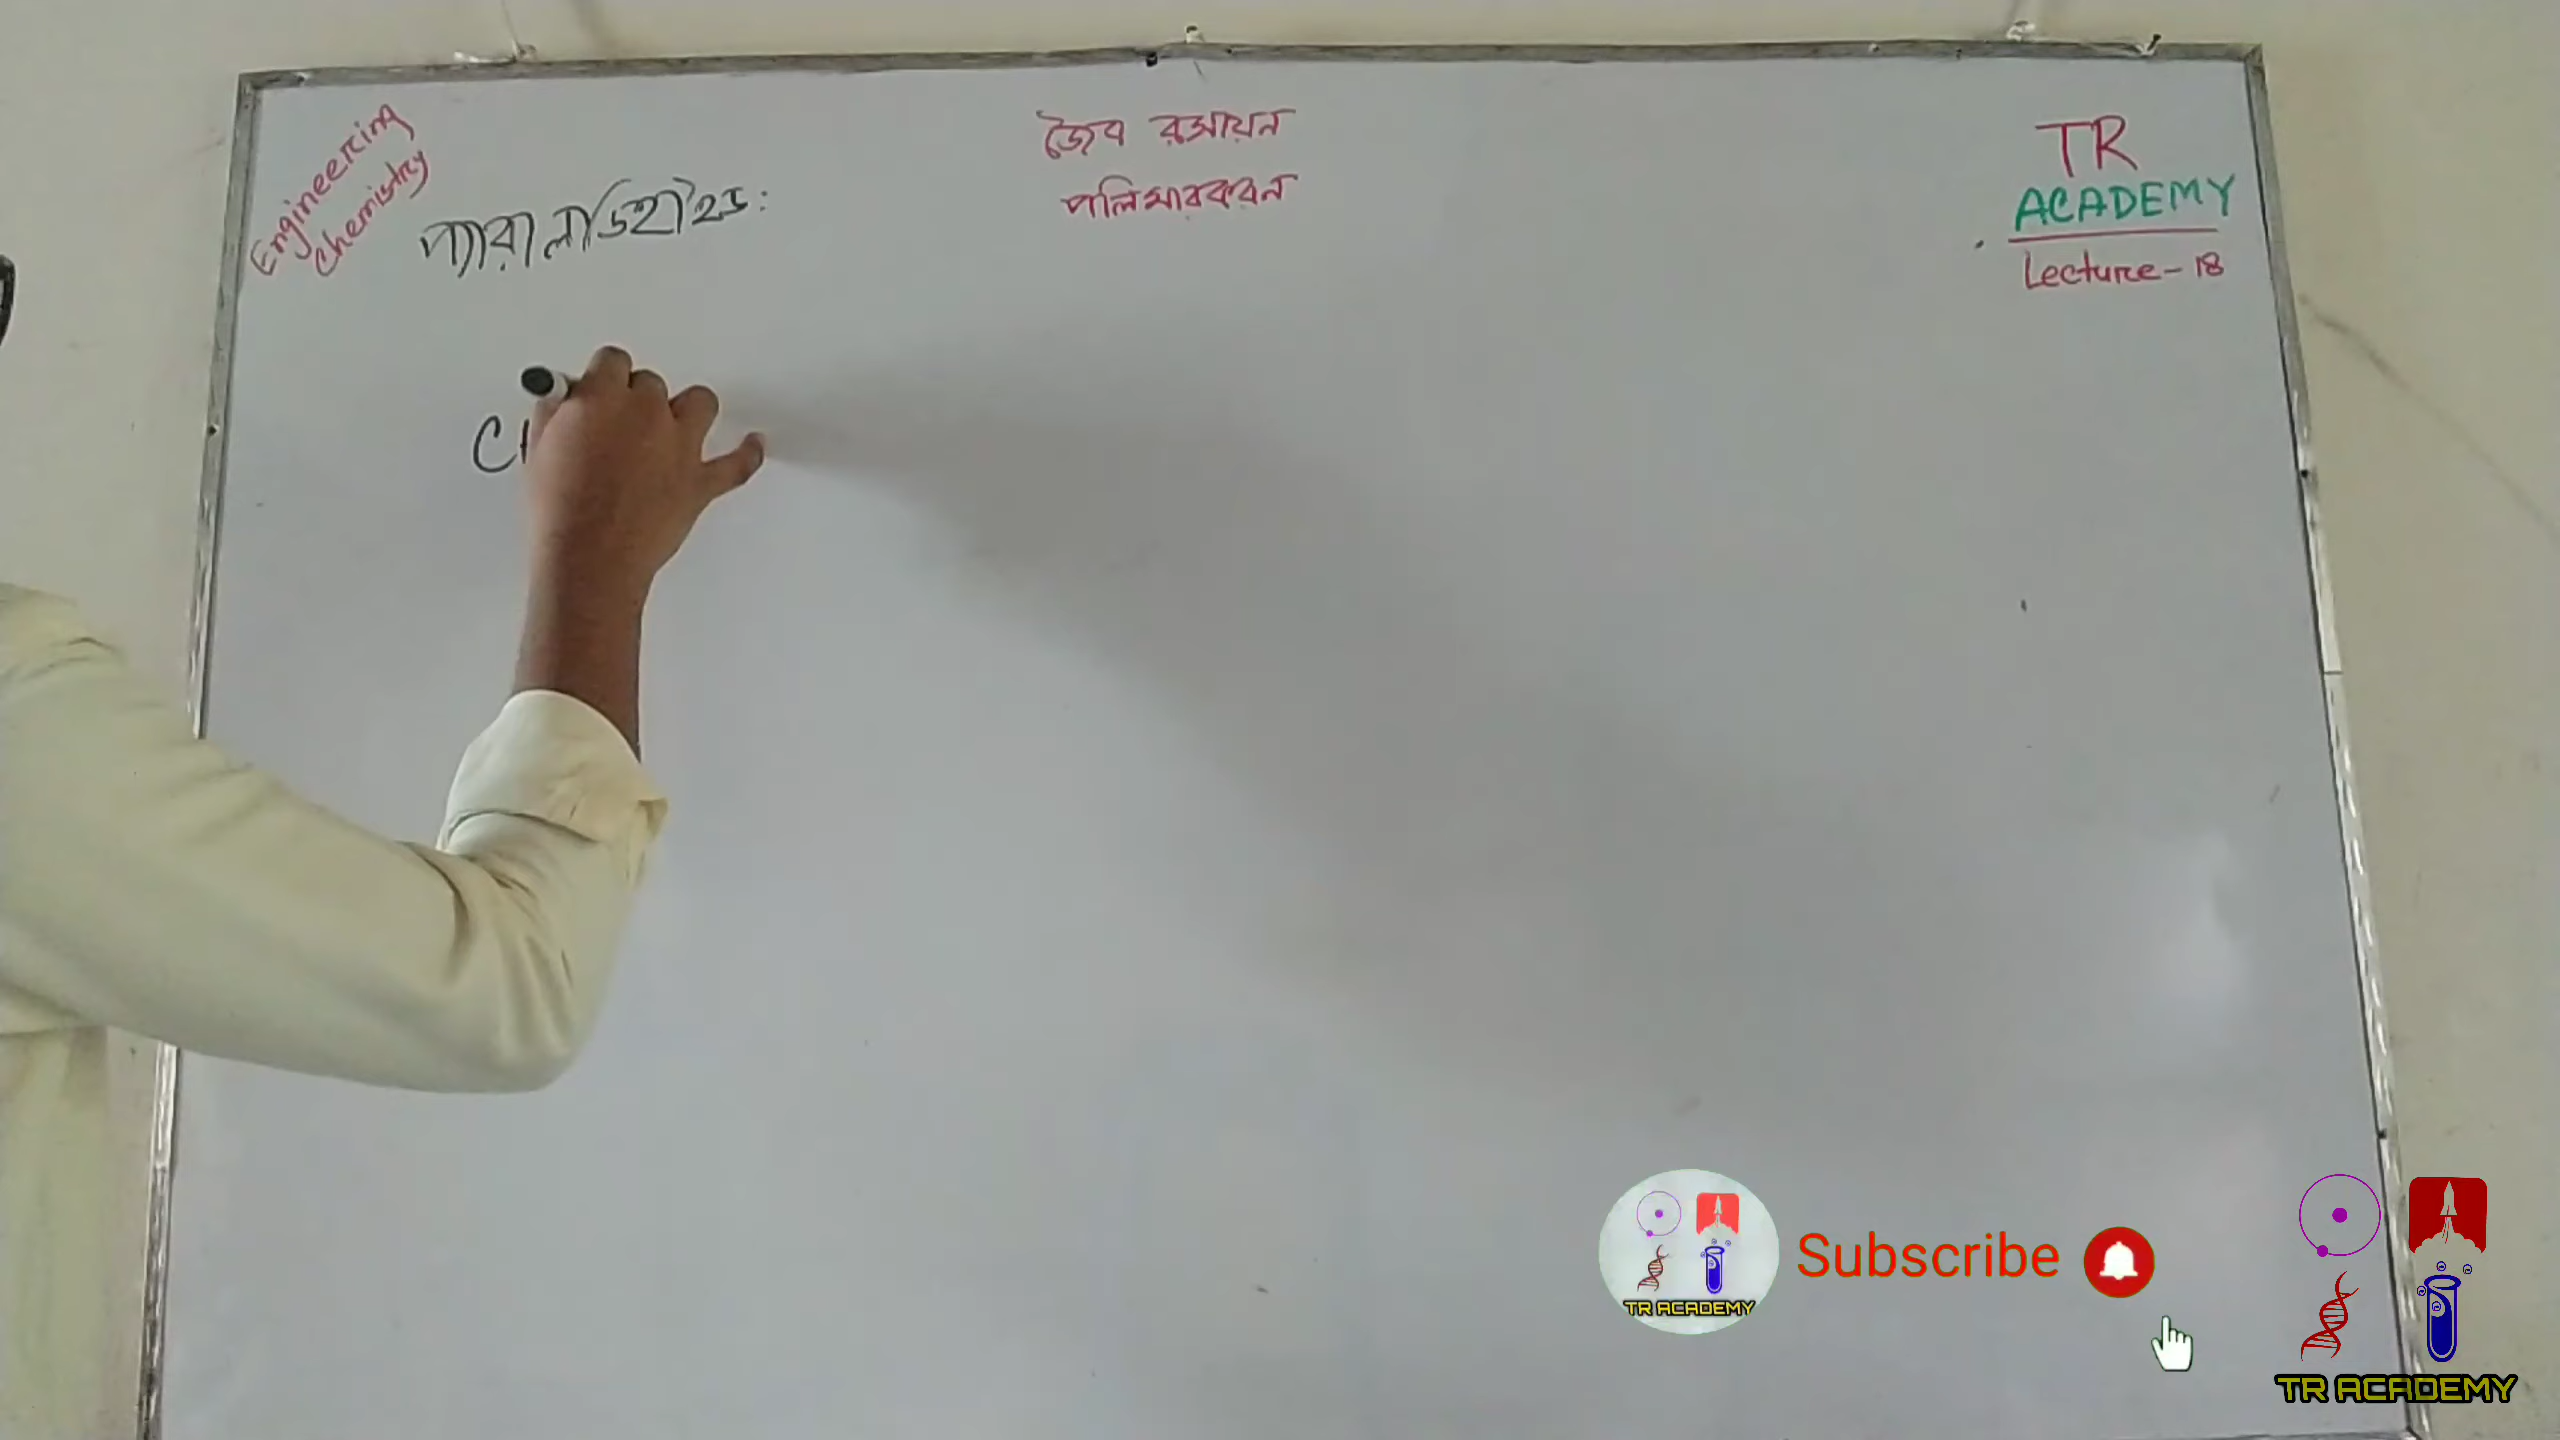 Engineering
Chemistry
জৈব রসায়ন
পলিমারকরন
TR
ACADEMY
Lecture-18
প্যারালডিহাইড:
CH
Subscribe
TR ACADEMY
TR ACADEMY